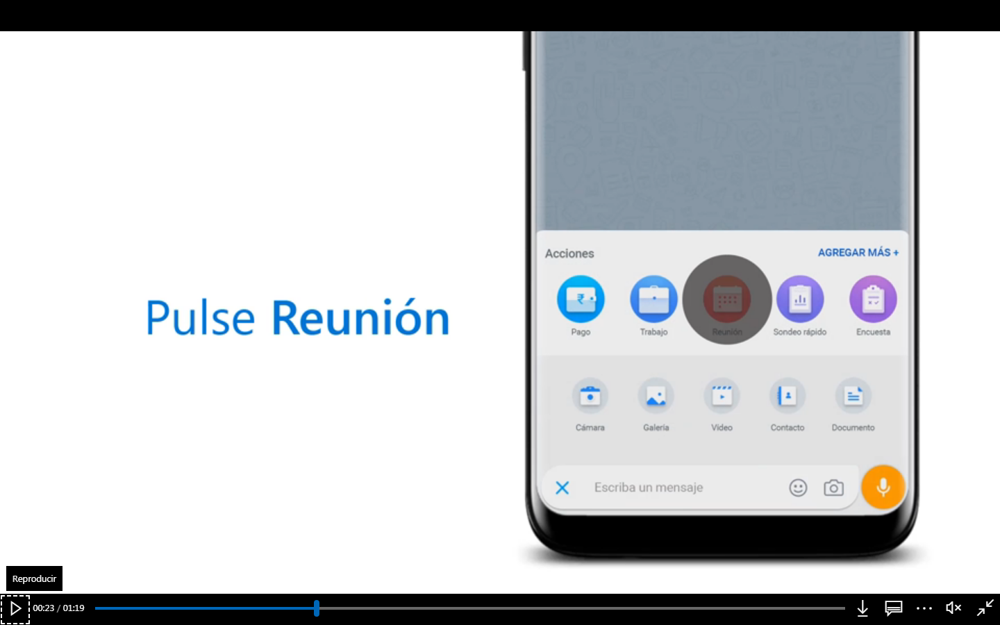 Pulse Reunión
Acciones
AGREGAR MÁS +
Pago
Trabajo
Reunión
Sondeo rápido
Encuesta
Cámara
Galería
Vídeo
Contacto
Documento
Escriba un mensaje
Reproducir
00:23 / 01:19